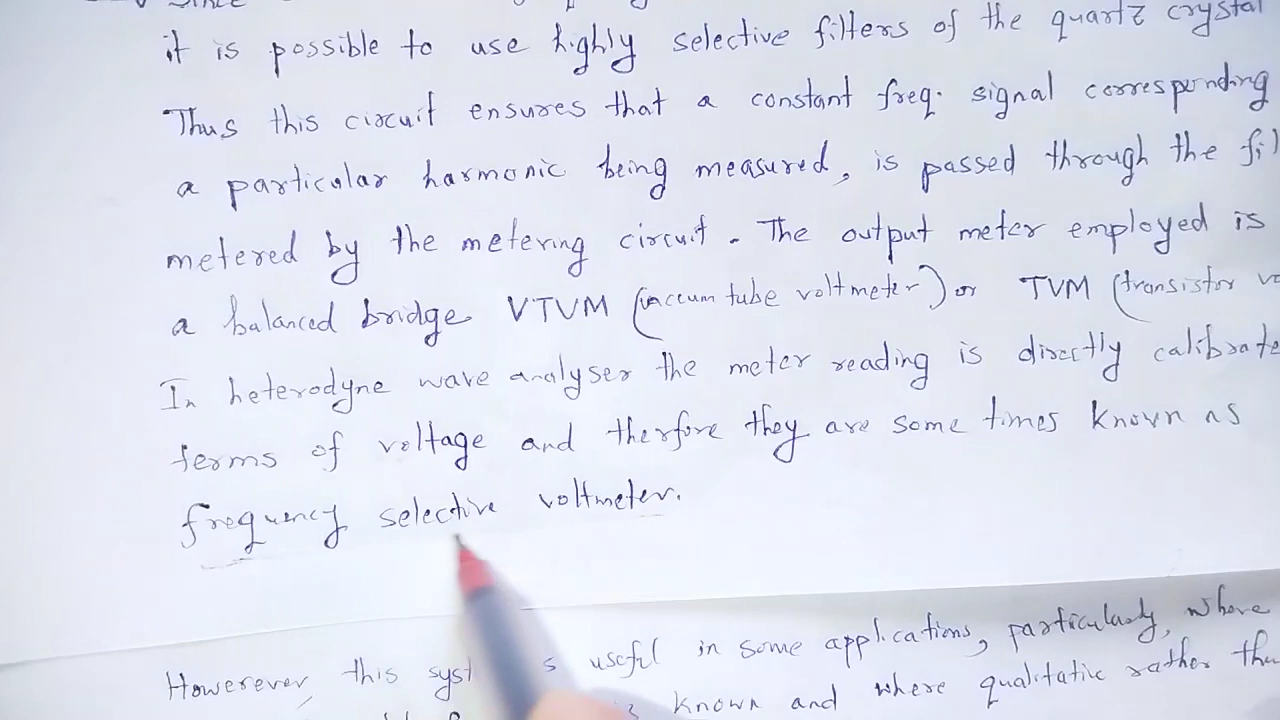 Since
it is possible to use highly selective filters of the quartz crystal
Thus this circuit ensures that a constant freq. signal corresponding
a particular harmonic being measured, is passed through the fil
metered by the metering circuit. The output meter employed is
a balanced bridge VTVM (vaccum tube voltmeter) or TVM (transistor vo
In heterodyne wave analyser the meter reading is directly calibrate
terms of voltage and therfore they are some times known as
frequency selective voltmeter.
Howerever, this syst s useful in some applications, particularly, where
is known and where qualitative rather tha